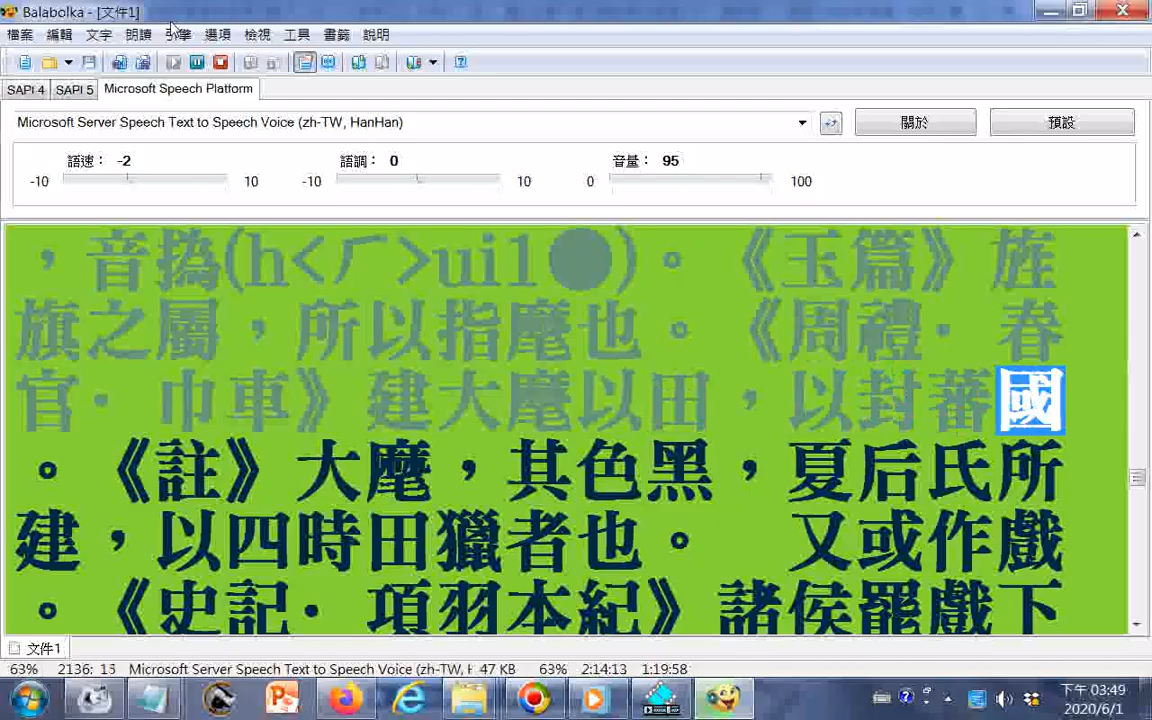 Balabolka - [文件1]
檔案 編輯 文字 朗讀 引擎 選項 檢視 工具 書籤 說明
SAPI 4 SAPI 5 Microsoft Speech Platform
Microsoft Server Speech Text to Speech Voice (zh-TW, HanHan) 關於 預設
語速： -2 語調： 0 音量： 95
-10 10 -10 10 0 100
，音撝(h<ㄏ>ui1●)。 《玉篇》旌
旗之屬，所以指麾也。 《周禮· 春
官· 巾車》建大麾以田，以封蕃國
。《註》大麾，其色黑，夏后氏所
建，以四時田獵者也。 又或作戲
。《史記· 項羽本紀》諸侯罷戲下
文件1
63% 2136: 15 Microsoft Server Speech Text to Speech Voice (zh-TW, H 47 KB 63% 2:14:13 1:19:58
下午 03:49
2020/6/1